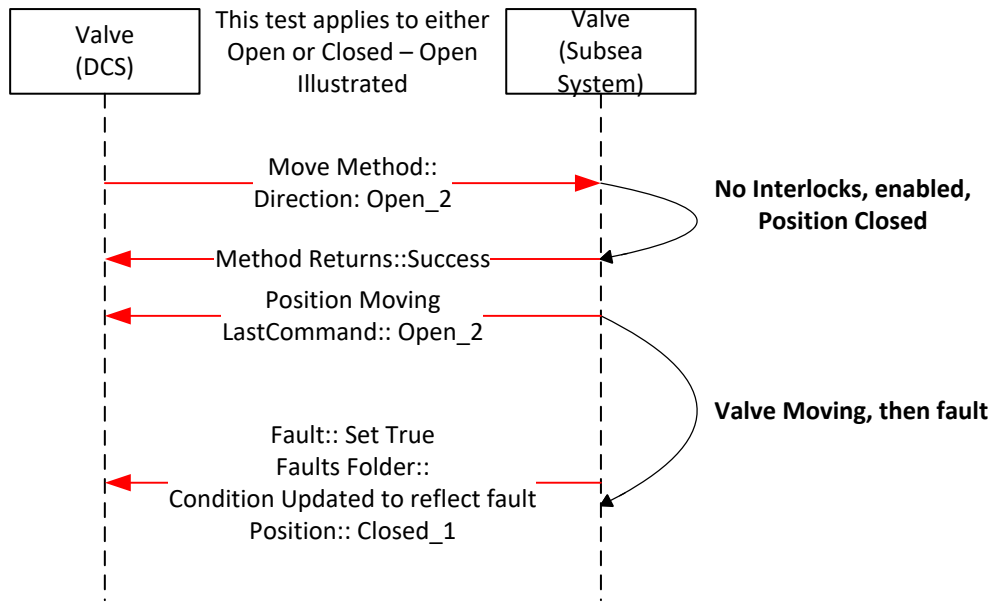 Valve
(DCS)
This test applies to either
Open or Closed – Open
Illustrated
Valve
(Subsea
System)
Move Method::
Direction: Open_2
No Interlocks, enabled,
Position Closed
Method Returns::Success
Position Moving
LastCommand:: Open_2
Valve Moving, then fault
Fault:: Set True
Faults Folder::
Condition Updated to reflect fault
Position:: Closed_1